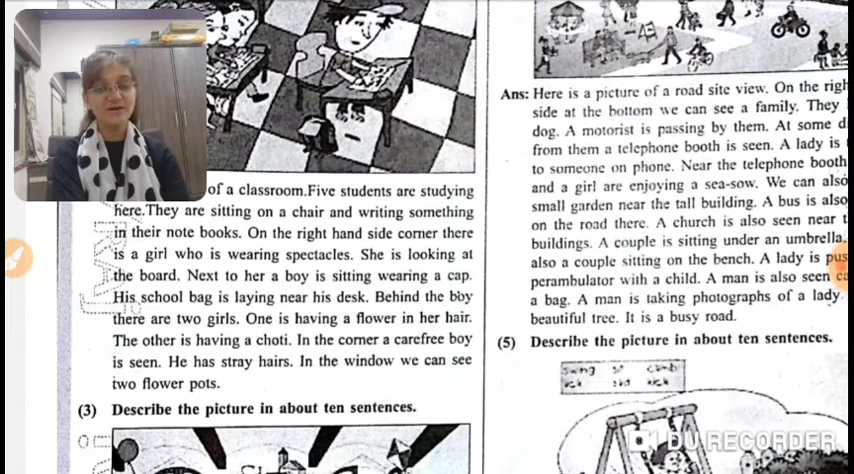 of a classroom.Five students are studying
here.They are sitting on a chair and writing something
in their note books. On the right hand side corner there
is a girl who is wearing spectacles. She is looking at
the board. Next to her a boy is sitting wearing a cap.
His school bag is laying near his desk. Behind the bby
there are two girls. One is having a flower in her hair.
The other is having a choti. In the corner a carefree boy
is seen. He has stray hairs. In the window we can see
two flower pots.
(3) Describe the picture in about ten sentences.
Ans: Here is a picture of a road site view. On the righ
side at the bottom we can see a family. They
dog. A motorist is passing by them. At some d
from them a telephone booth is seen. A lady is
to someone on phone. Near the telephone booth
and a girl are enjoying a sea-sow. We can also
small garden near the tall building. A bus is also
on the road there. A church is also seen near t
buildings. A couple is sitting under an umbrella.
also a couple sitting on the bench. A lady is pus
perambulator with a child. A man is also seen ca
a bag. A man is taking photographs of a lady
beautiful tree. It is a busy road.
(5) Describe the picture in about ten sentences.
swing sit climb
kick
DU RECORDER